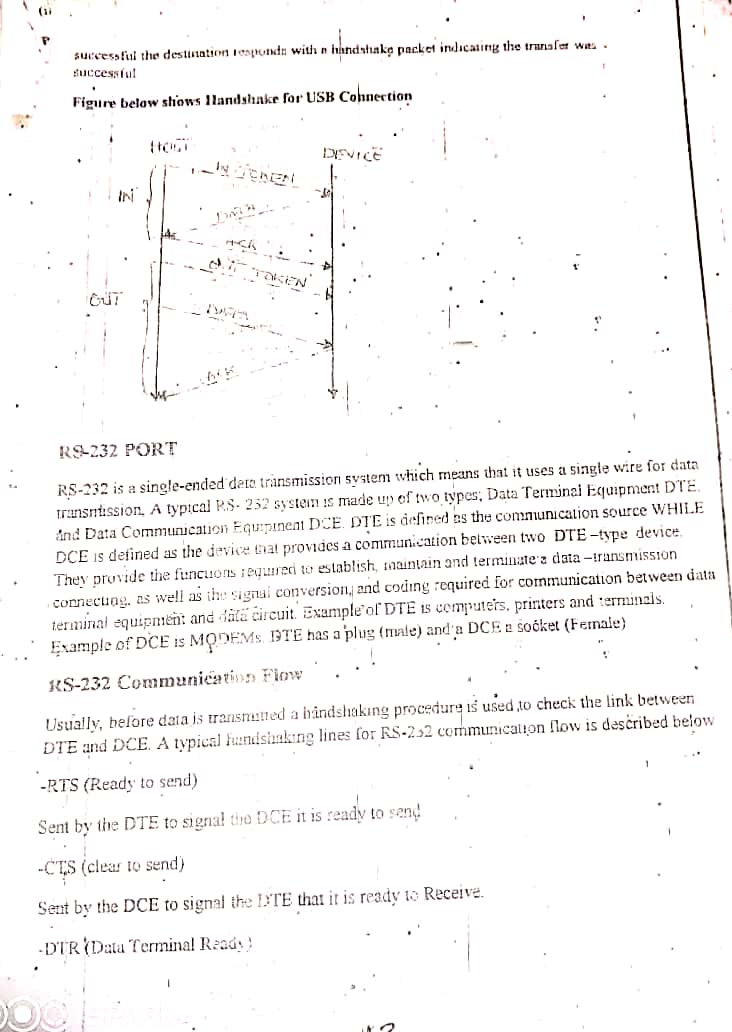 (i)
successful the destination responds with a handshake packet indicating the transfer was
successful
Figure below shows Handshake for USB Connection
HOST
DEVICE
IN TOKEN
IN
DATA
ACK
OUT TOKEN
OUT
DATA
ACK
RS-232 PORT
RS-232 is a single-ended data transmission system which means that it uses a single wire for data
transmission. A typical RS- 232 system is made up of two types; Data Terminal Equipment DTE
And Data Communication Equipment DCE. DTE is defined as the communication source WHILE
DCE is defined as the device that provides a communication between two DTE –type device.
They provide the functions required to establish, maintain and terminate a data –transmission
connecting, as well as the signal conversion, and coding required for communication between data
terminal equipment and data circuit. Example of DTE is computers, printers and terminals.
Example of DCE is MODEMs. DTE has a plug (male) and a DCE a socket (Female)
RS-232 Communication Flow
Usually, before data is transmitted a handshaking procedure is used to check the link between
DTE and DCE. A typical handshaking lines for RS-232 communication flow is described below
-RTS (Ready to send)
Sent by the DTE to signal the DCE it is ready to send
-CTS (clear to send)
Sent by the DCE to signal the DTE that it is ready to Receive.
-DTR (Data Terminal Ready)